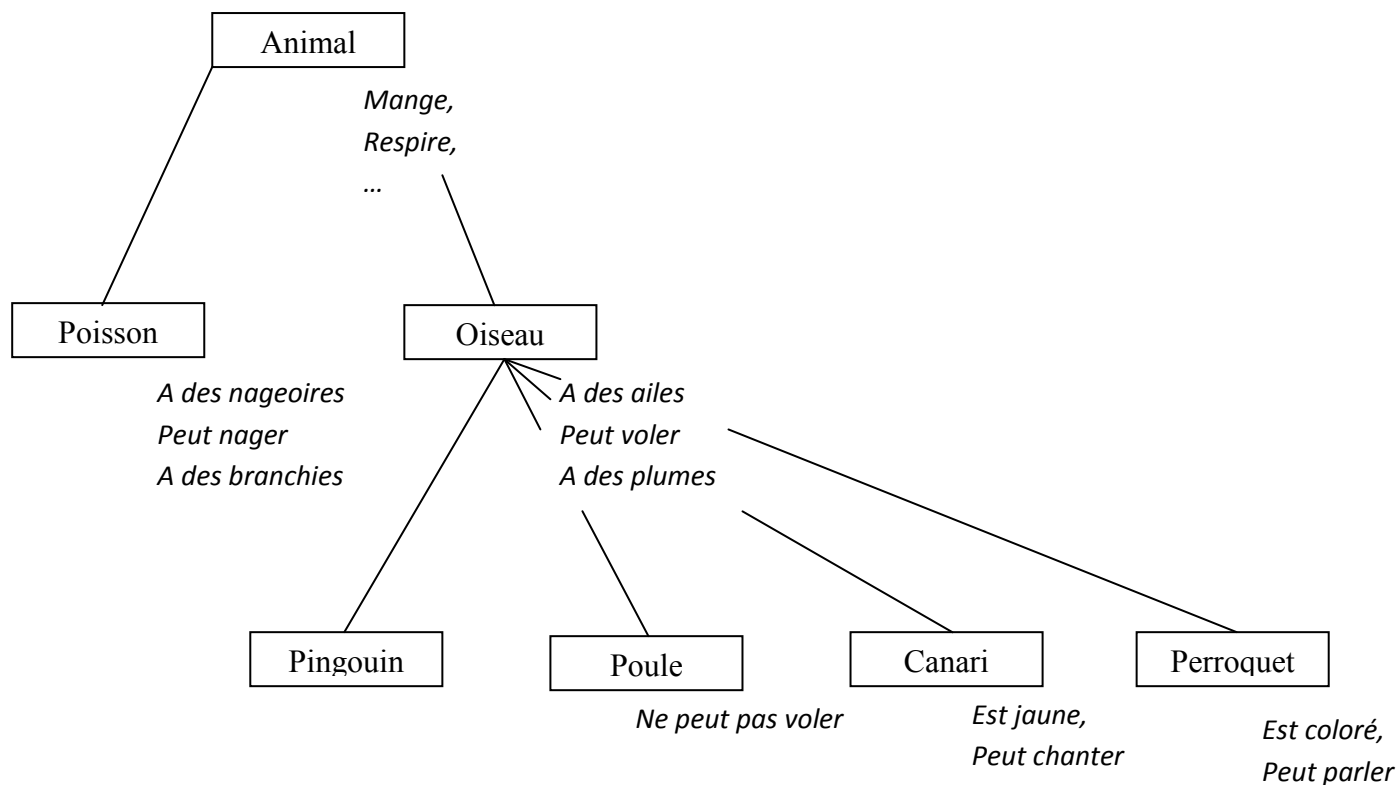 Animal
Mange,
Respire,
...
Poisson
Oiseau
A des nageoires
Peut nager
A des branchies
A des ailes
Peut voler
A des plumes
Pingouin
Poule
Canari
Perroquet
Ne peut pas voler
Est jaune,
Peut chanter
Est coloré,
Peut parler